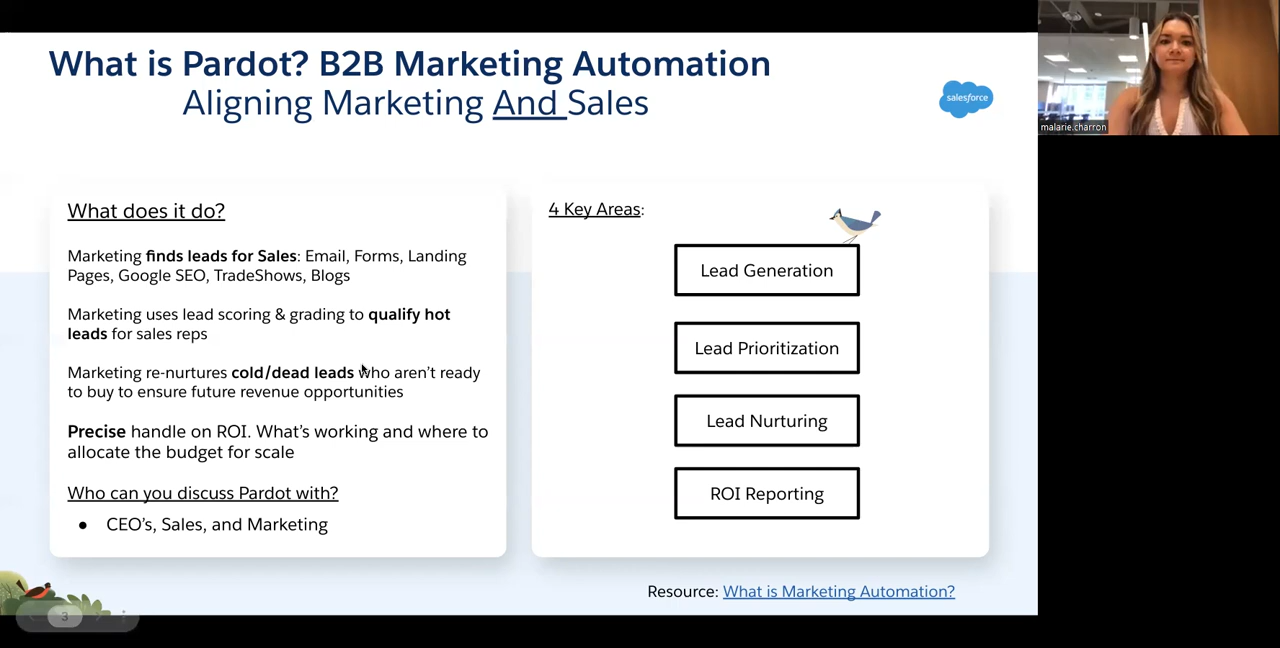 What is Pardot? B2B Marketing Automation
Aligning Marketing And Sales
salesforce
malarie.charron
What does it do?
Marketing finds leads for Sales: Email, Forms, Landing
Pages, Google SEO, TradeShows, Blogs
Marketing uses lead scoring & grading to qualify hot
leads for sales reps
Marketing re-nurtures cold/dead leads who aren't ready
to buy to ensure future revenue opportunities
Precise handle on ROI. What's working and where to
allocate the budget for scale
Who can you discuss Pardot with?
● CEO's, Sales, and Marketing
4 Key Areas:
Lead Generation
Lead Prioritization
Lead Nurturing
ROI Reporting
Resource: What is Marketing Automation?
3